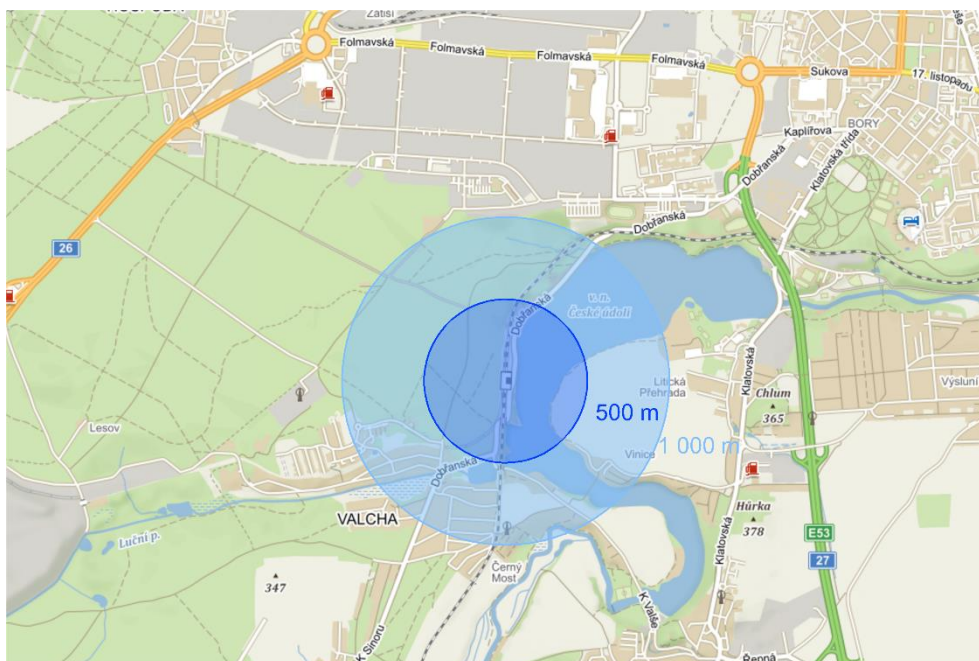 Zátiší
Folmavská
Folmavská
Folmavská
Folmavská
Sukova
17. listopadu
Kaplířova
BORY
Klatovská třída
Dobřanská
Dobřanská
26
v. n.
České údolí
Dobřanská
Litická
Přehrada
Klatovská
Chlum
365
Výsluní
500 m
1 000 m
Lesov
Dobřanská
Vinice
VALCHA
Luční p.
Hůrka
378
Klatovská
E53
27
347
Černý
Most
K Valše
K Sinoru
Řepná